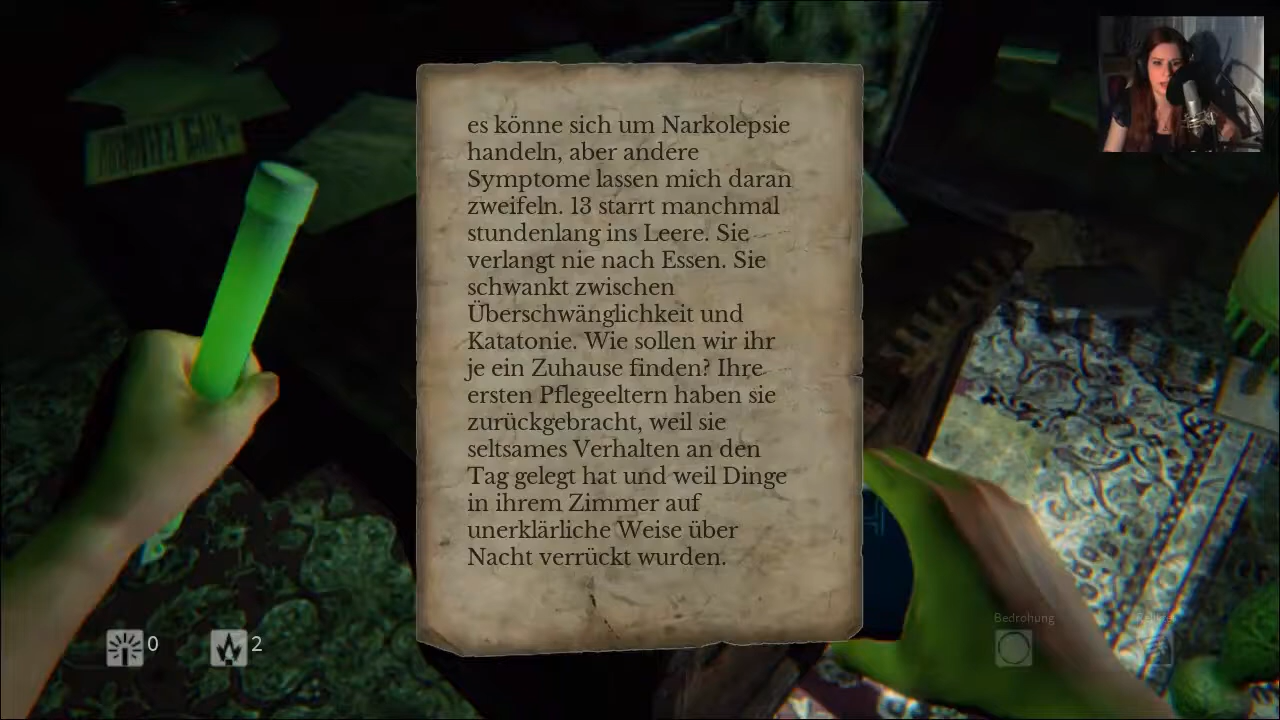 es könne sich um Narkolepsie
handeln, aber andere
Symptome lassen mich daran
zweifeln. 13 starrt manchmal
stundenlang ins Leere. Sie
verlangt nie nach Essen. Sie
schwankt zwischen
Überschwänglichkeit und
Katatonie. Wie sollen wir ihr
je ein Zuhause finden? Ihre
ersten Pflegeeltern haben sie
zurückgebracht, weil sie
seltsames Verhalten an den
Tag gelegt hat und weil Dinge
in ihrem Zimmer auf
unerklärliche Weise über
Nacht verrückt wurden.
0
2
Bedrohung